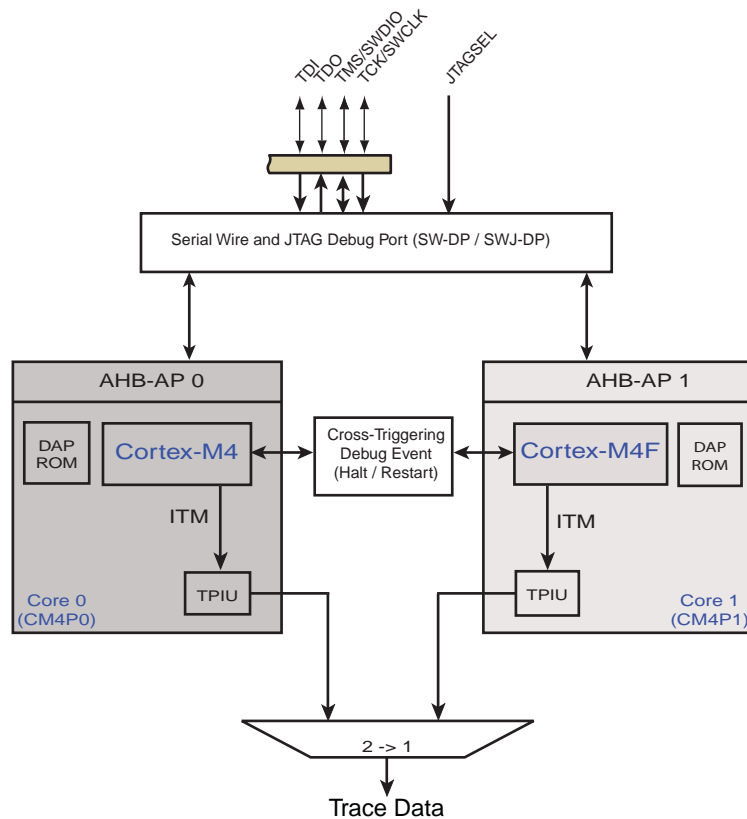 TDI
TDO
TMS/SWDIO
TCK/SWCLK
JTAGSEL
Serial Wire and JTAG Debug Port (SW-DP / SWJ-DP)
AHB-AP 0
AHB-AP 1
DAP
ROM
Cortex-M4
Cross-Triggering
Debug Event
(Halt / Restart)
Cortex-M4F
DAP
ROM
ITM
ITM
TPIU
TPIU
Core 0
(CM4P0)
Core 1
(CM4P1)
2 -> 1
Trace Data